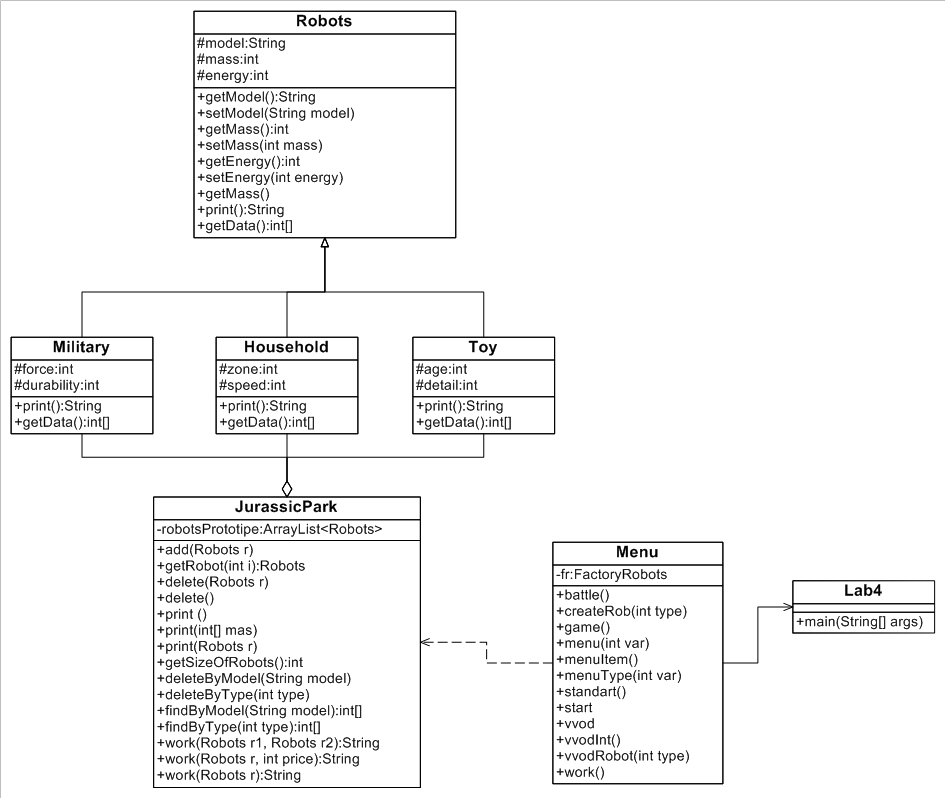 Robots
#model:String
#mass:int
#energy:int
+getModel():String
+setModel(String model)
+getMass():int
+setMass(int mass)
+getEnergy():int
+setEnergy(int energy)
+getMass()
+print():String
+getData():int[]
Military
#force:int
#durability:int
+print():String
+getData():int[]
Household
#zone:int
#speed:int
+print():String
+getData():int[]
Toy
#age:int
#detail:int
+print():String
+getData():int[]
JurassicPark
-robotsPrototipe:ArrayList<Robots>
+add(Robots r)
+getRobot(int i):Robots
+delete(Robots r)
+delete()
+print ()
+print(int[] mas)
+print(Robots r)
+getSizeOfRobots():int
+deleteByModel(String model)
+deleteByType(int type)
+findByModel(String model):int[]
+findByType(int type):int[]
+work(Robots r1, Robots r2):String
+work(Robots r, int price):String
+work(Robots r):String
Menu
-fr:FactoryRobots
+battle()
+createRob(int type)
+game()
+menu(int var)
+menuItem()
+menuType(int var)
+standart()
+start
+vvod
+vvodInt()
+vvodRobot(int type)
+work()
Lab4
+main(String[] args)